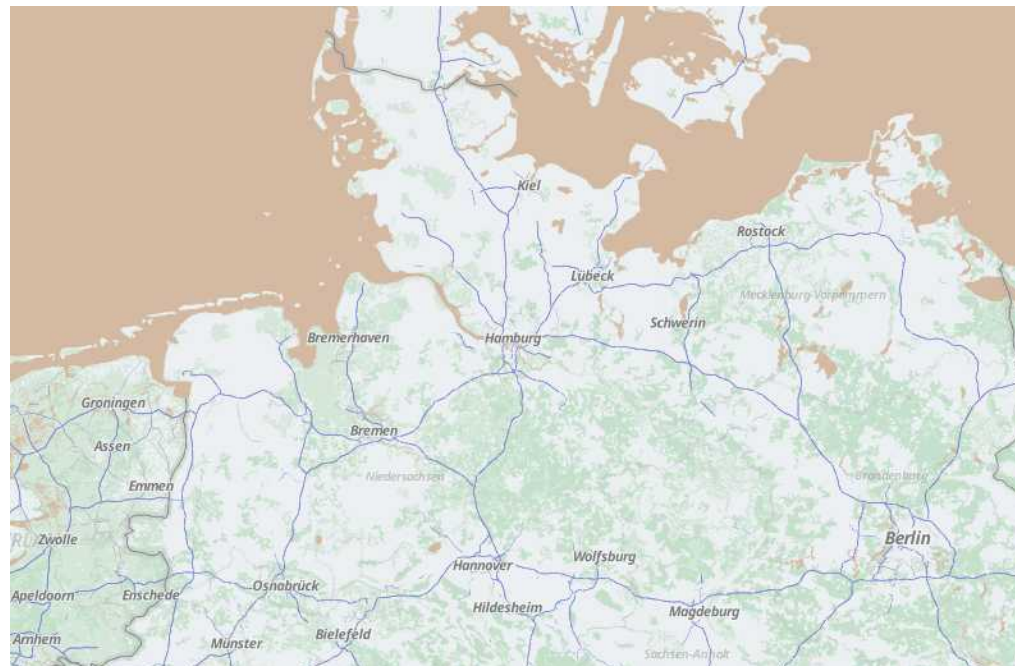 Kiel
Rostock
Lübeck
Mecklenburg-Vorpommern
Schwerin
Bremerhaven
Hamburg
Groningen
Bremen
Assen
Niedersachsen
Brandenburg
Emmen
Zwolle
Berlin
Wolfsburg
Hannover
Osnabrück
Apeldoorn
Enschede
Hildesheim
Magdeburg
Arnhem
Münster
Bielefeld
Sachsen-Anhalt